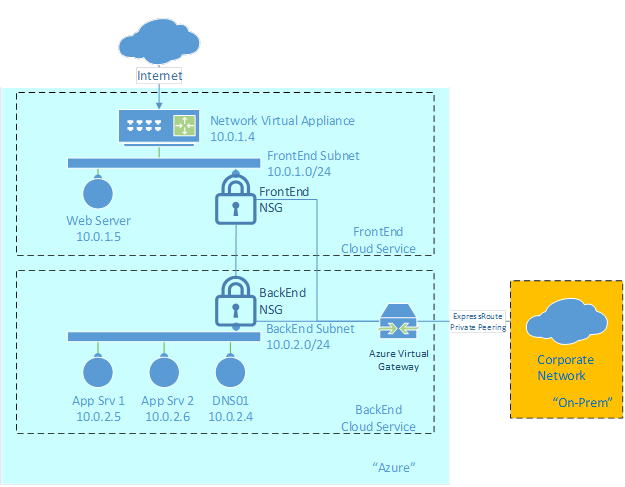 Internet
Network Virtual Appliance
10.0.1.4
FrontEnd Subnet
10.0.1.0/24
FrontEnd
NSG
Web Server
10.0.1.5
FrontEnd
Cloud Service
BackEnd
NSG
BackEnd Subnet
10.0.2.0/24
Azure Virtual
Gateway
ExpressRoute
Private Peering
Corporate
Network
“On-Prem”
App Srv 1
10.0.2.5
App Srv 2
10.0.2.6
DNS01
10.0.2.4
BackEnd
Cloud Service
“Azure”